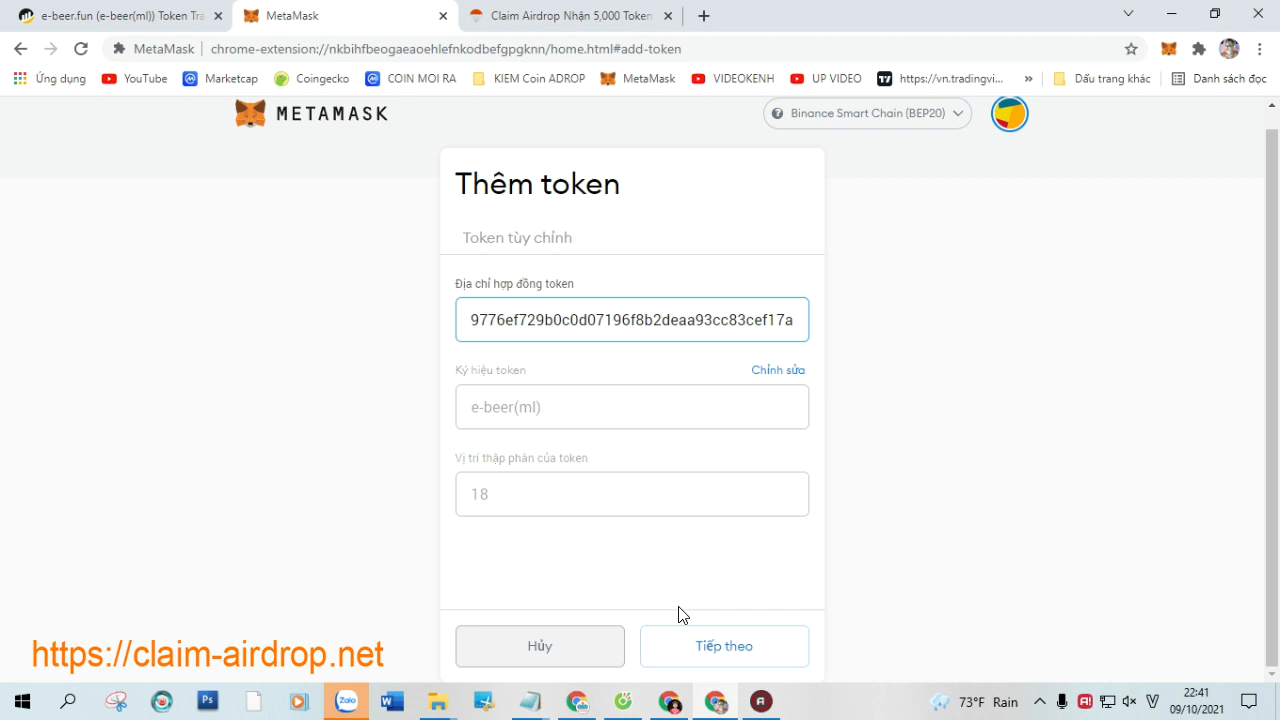 e-beer.fun (e-beer(ml)) Token Tra
MetaMask
Claim Airdrop Nhận 5,000 Token
MetaMask
chrome-extension://nkbihfbeogaeaoehlefnkodbefgpgknn/home.html#add-token
Ứng dụng
YouTube
Marketcap
Coingecko
COIN MOI RA
KIEM Coin ADROP
MetaMask
VIDEOKENH
UP VIDEO
https://vn.tradingvi...
»
Dấu trang khác
Danh sách đọc
METAMASK
Binance Smart Chain (BEP20)
Thêm token
Token tùy chỉnh
Địa chỉ hợp đồng token
9776ef729b0c0d07196f8b2deaa93cc83cef17a
Ký hiệu token
Chỉnh sửa
e-beer(ml)
Vị trí thập phân của token
18
Hủy
Tiếp theo
https://claim-airdrop.net
Zalo
73°F Rain
22:41
09/10/2021